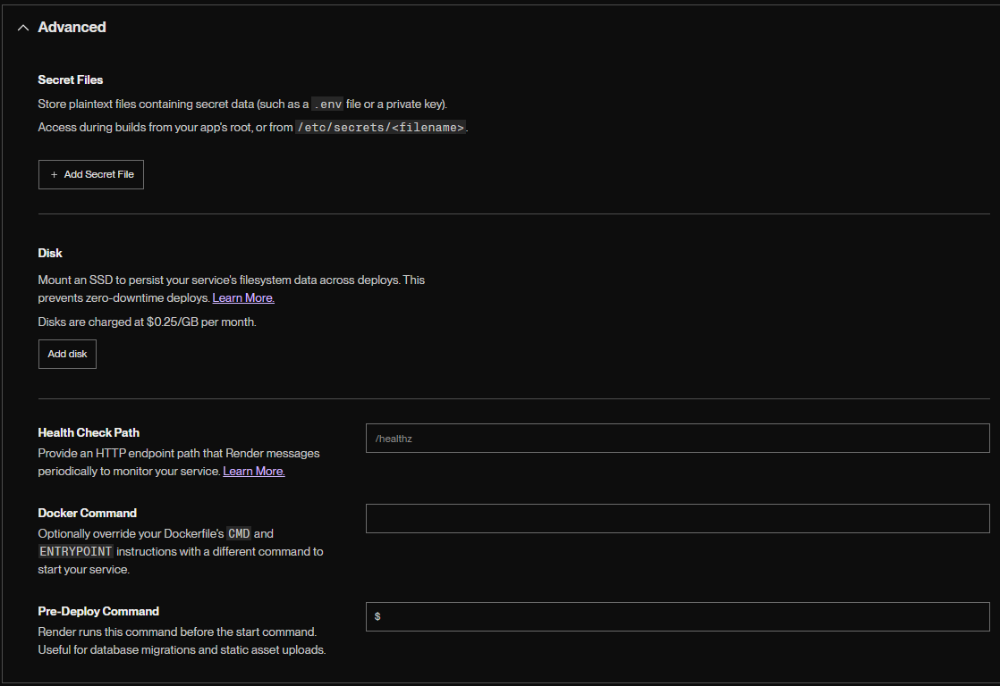 Advanced
Secret Files
Store plaintext files containing secret data (such as a .env file or a private key).
Access during builds from your app's root, or from /etc/secrets/<filename>.
+ Add Secret File
Disk
Mount an SSD to persist your service's filesystem data across deploys. This
prevents zero-downtime deploys. Learn More.
Disks are charged at $0.25/GB per month.
Add disk
Health Check Path
Provide an HTTP endpoint path that Render messages
periodically to monitor your service. Learn More.
/healthz
Docker Command
Optionally override your Dockerfile's CMD and
ENTRYPOINT instructions with a different command to
start your service.
Pre-Deploy Command
Render runs this command before the start command.
Useful for database migrations and static asset uploads.
$